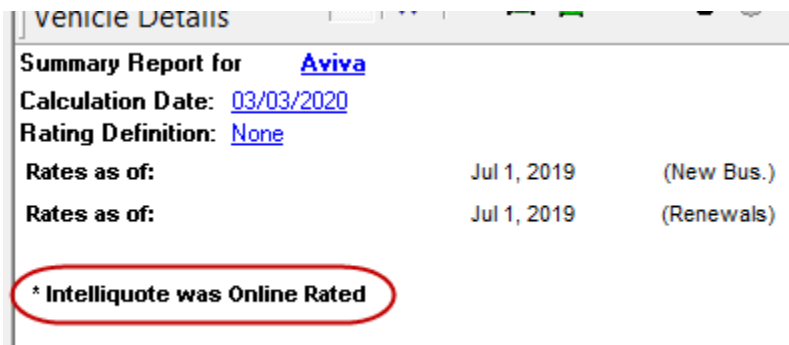 Vehicle Details
Summary Report for Aviva
Calculation Date: 03/03/2020
Rating Definition: None
Rates as of: Jul 1, 2019 (New Bus.)
Rates as of: Jul 1, 2019 (Renewals)
* Intelliquote was Online Rated